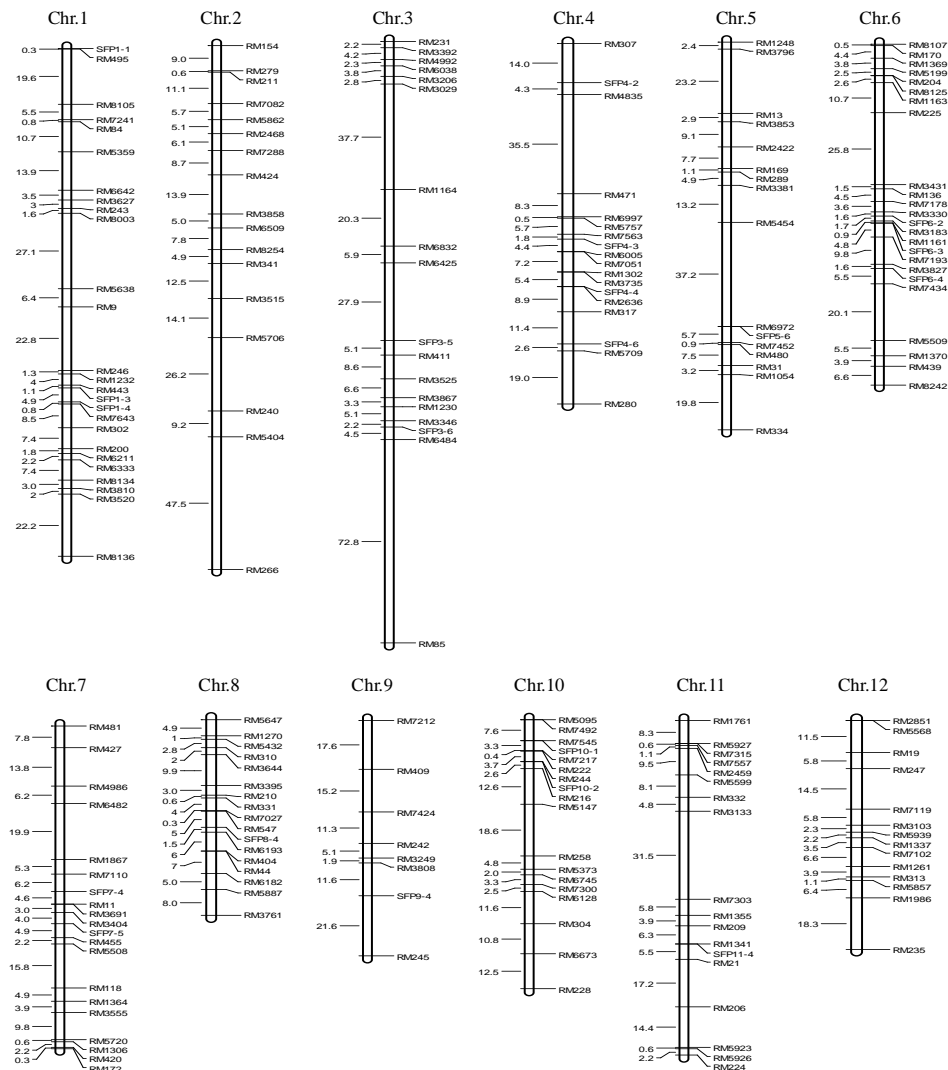 Chr.1
0.3
19.6
5.5
0.8
10.7
13.9
3.5
3
1.6
27.1
6.4
22.8
1.3
4
1.1
4.9
0.8
8.5
7.4
1.8
2.2
7.4
3.0
2
22.2
SFP1-1
RM495
RM8105
RM7241
RM84
RM5359
RM6642
RM3627
RM243
RM8003
RM5638
RM9
RM246
RM1232
RM443
SFP1-3
SFP1-4
RM7643
RM302
RM200
RM6211
RM6333
RM8134
RM3810
RM3520
RM8136
Chr.2
9.0
0.6
11.1
5.7
5.1
6.1
8.7
13.9
5.0
7.8
4.9
12.5
14.1
26.2
9.2
47.5
RM154
RM279
RM211
RM7082
RM5862
RM2468
RM7288
RM424
RM3858
RM6509
RM8254
RM341
RM3515
RM5706
RM240
RM5404
RM266
Chr.3
2.2
4.2
2.3
3.8
2.8
37.7
20.3
5.9
27.9
5.1
8.6
6.6
3.3
5.1
2.2
4.5
72.8
RM231
RM3392
RM4992
RM6038
RM3206
RM3029
RM1164
RM6832
RM6425
SFP3-5
RM411
RM3525
RM3867
RM1230
RM3346
SFP3-6
RM6484
RM85
Chr.4
14.0
4.3
35.5
8.3
0.5
5.7
1.8
4.4
7.2
5.4
8.9
11.4
2.6
19.0
RM307
SFP4-2
RM4835
RM471
RM6997
RM5757
RM7563
SFP4-3
RM6005
RM7051
RM1302
RM3735
SFP4-4
RM2636
RM317
SFP4-6
RM5709
RM280
Chr.5
2.4
23.2
2.9
9.1
7.7
1.1
4.9
13.2
37.2
5.7
0.9
7.5
3.2
19.8
RM1248
RM3796
RM13
RM3853
RM2422
RM169
RM289
RM3381
RM5454
RM6972
SFP5-6
RM7452
RM480
RM31
RM1054
RM334
Chr.6
0.5
4.4
3.8
2.5
2.6
10.7
25.8
1.5
4.5
3.6
1.6
1.7
0.9
4.8
9.8
1.6
5.5
20.1
5.5
3.9
6.6
RM8107
RM170
RM1369
RM5199
RM204
RM8125
RM1163
RM225
RM3431
RM136
RM7178
RM3330
SFP6-2
RM3183
RM1161
SFP6-3
RM7193
RM3827
SFP6-4
RM7434
RM5509
RM1370
RM439
RM8242
Chr.7
7.8
13.8
6.2
19.9
5.3
6.2
4.6
3.0
4.0
4.9
2.2
15.8
4.9
3.9
9.8
0.6
2.2
0.3
RM481
RM427
RM4986
RM6482
RM1867
RM7110
SFP7-4
RM11
RM3691
RM3404
SFP7-5
RM455
RM5508
RM118
RM1364
RM3555
RM5720
RM1306
RM420
RM172
Chr.8
4.9
1
2.8
2
9.9
3.0
0.6
4
0.3
5
1.5
6
7
5.0
8.0
RM5647
RM1270
RM5432
RM310
RM3644
RM3395
RM210
RM331
RM7027
RM547
SFP8-4
RM6193
RM404
RM44
RM6182
RM5887
RM3761
Chr.9
17.6
15.2
11.3
5.1
1.9
11.6
21.6
RM7212
RM409
RM7424
RM242
RM3249
RM3808
SFP9-4
RM245
Chr.10
7.6
3.3
0.4
3.7
2.6
12.6
18.6
4.8
2.0
3.3
2.5
11.6
10.8
12.5
RM5095
RM7492
RM7545
SFP10-1
RM7217
RM222
RM244
SFP10-2
RM216
RM5147
RM258
RM5373
RM6745
RM7300
RM6128
RM304
RM6673
RM228
Chr.11
8.3
0.6
1.1
9.5
8.1
4.8
31.5
5.8
3.9
6.3
5.5
17.2
14.4
0.6
2.2
RM1761
RM5927
RM7315
RM7557
RM2459
RM5599
RM332
RM3133
RM7303
RM1355
RM209
RM1341
SFP11-4
RM21
RM206
RM5923
RM5926
RM224
Chr.12
11.5
5.8
14.5
5.8
2.3
2.2
3.5
6.6
3.9
1.1
6.4
18.3
RM2851
RM5568
RM19
RM247
RM7119
RM3103
RM5939
RM1337
RM7102
RM1261
RM313
RM5857
RM1986
RM235